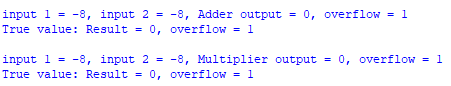 input 1 = -8, input 2 = -8, Adder output = 0, overflow = 1
True value: Result = 0, overflow = 1
input 1 = -8, input 2 = -8, Multiplier output = 0, overflow = 1
True value: Result = 0, overflow = 1